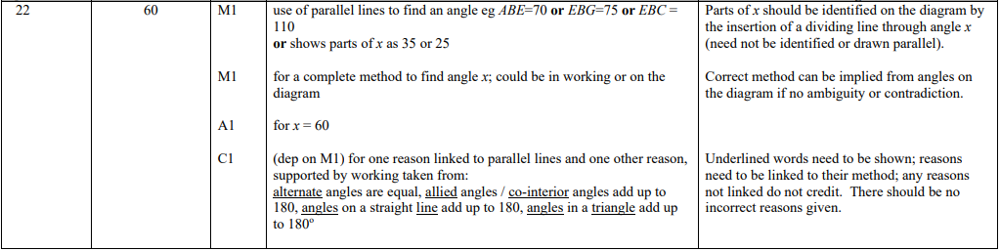 22 60 M1 use of parallel lines to find an angle eg ABE=70 or EBG=75 or EBC = Parts of x should be identified on the diagram by
110 the insertion of a dividing line through angle x
or shows parts of x as 35 or 25 (need not be identified or drawn parallel).
M1 for a complete method to find angle x; could be in working or on the Correct method can be implied from angles on
diagram the diagram if no ambiguity or contradiction.
A1 for x = 60
C1 (dep on M1) for one reason linked to parallel lines and one other reason, Underlined words need to be shown; reasons
supported by working taken from: need to be linked to their method; any reasons
alternate angles are equal, allied angles / co-interior angles add up to not linked do not credit. There should be no
180, angles on a straight line add up to 180, angles in a triangle add up incorrect reasons given.
to 180°